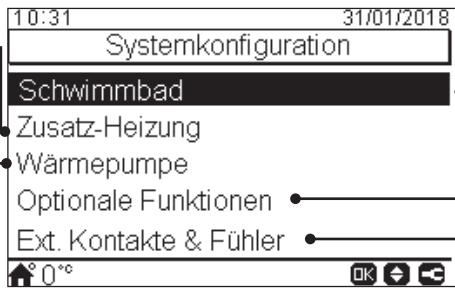 10:31 31/01/2018
Systemkonfiguration
Schwimmbad
Zusatz-Heizung
Wärmepumpe
Optionale Funktionen
Ext. Kontakte & Fühler
0°C OK